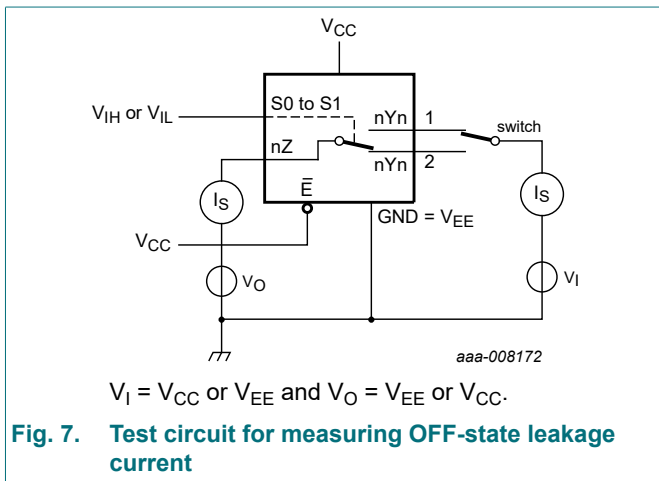 VCC
S0 to S1
VIH or VIL
nYn 1
switch
nZ
nYn 2
IS
E̅
IS
GND = VEE
VCC
VO
VI
aaa-008172
VI = VCC or VEE and VO = VEE or VCC.
Fig. 7. Test circuit for measuring OFF-state leakage
current